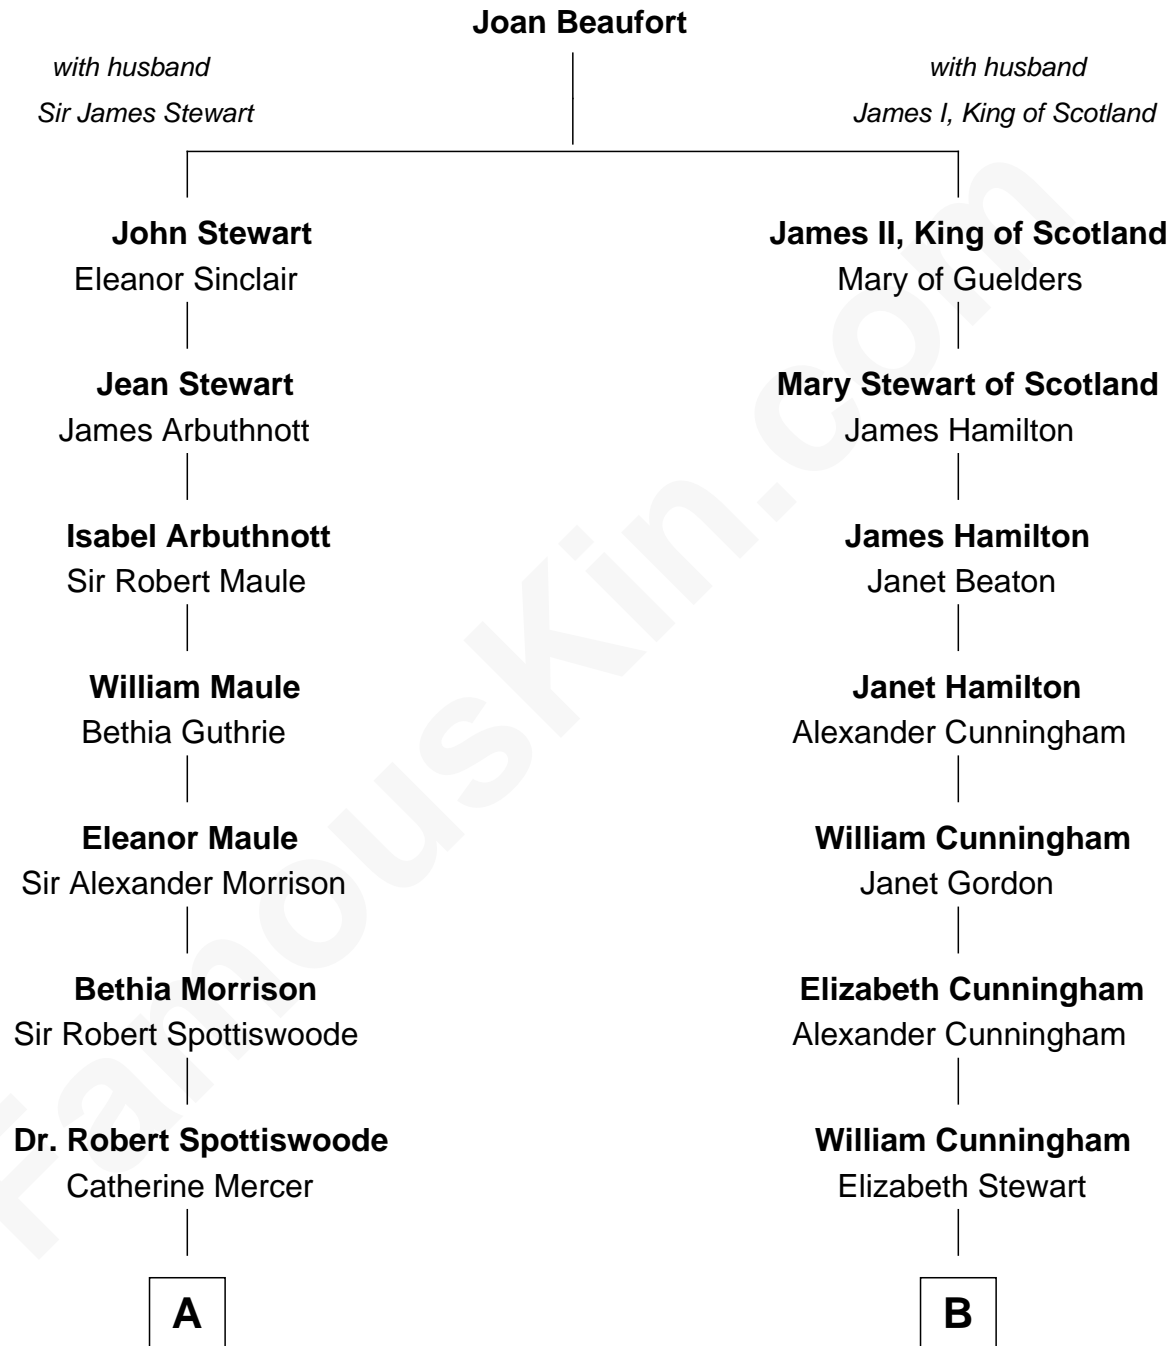 Joan Beaufort
with husband
Sir James Stewart
with husband
James I, King of Scotland
John Stewart
Eleanor Sinclair
James II, King of Scotland
Mary of Guelders
Jean Stewart
James Arbuthnott
Mary Stewart of Scotland
James Hamilton
Isabel Arbuthnott
Sir Robert Maule
James Hamilton
Janet Beaton
William Maule
Bethia Guthrie
Janet Hamilton
Alexander Cunningham
Eleanor Maule
Sir Alexander Morrison
William Cunningham
Janet Gordon
Bethia Morrison
Sir Robert Spottiswoode
Elizabeth Cunningham
Alexander Cunningham
Dr. Robert Spottiswoode
Catherine Mercer
William Cunningham
Elizabeth Stewart
A
B
FamousKin.com